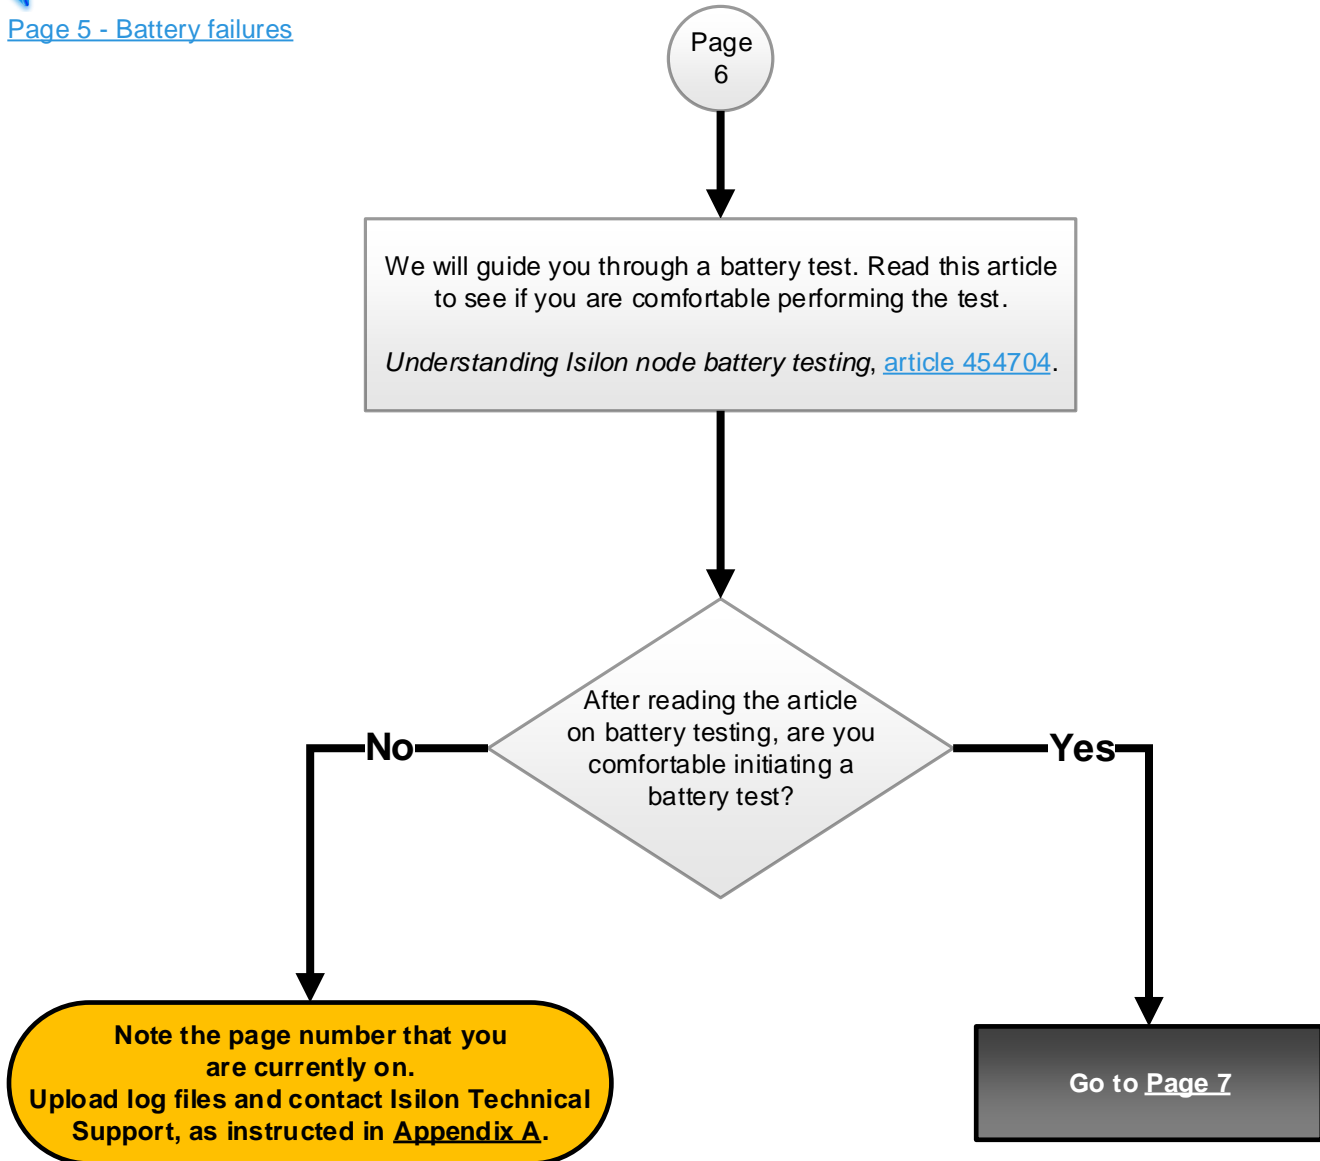 Page 5 - Battery failures
Page
6
We will guide you through a battery test. Read this article
to see if you are comfortable performing the test.
Understanding Isilon node battery testing, article 454704.
After reading the article
on battery testing, are you
comfortable initiating a
battery test?
No
Yes
Note the page number that you
are currently on.
Upload log files and contact Isilon Technical
Support, as instructed in Appendix A.
Go to Page 7